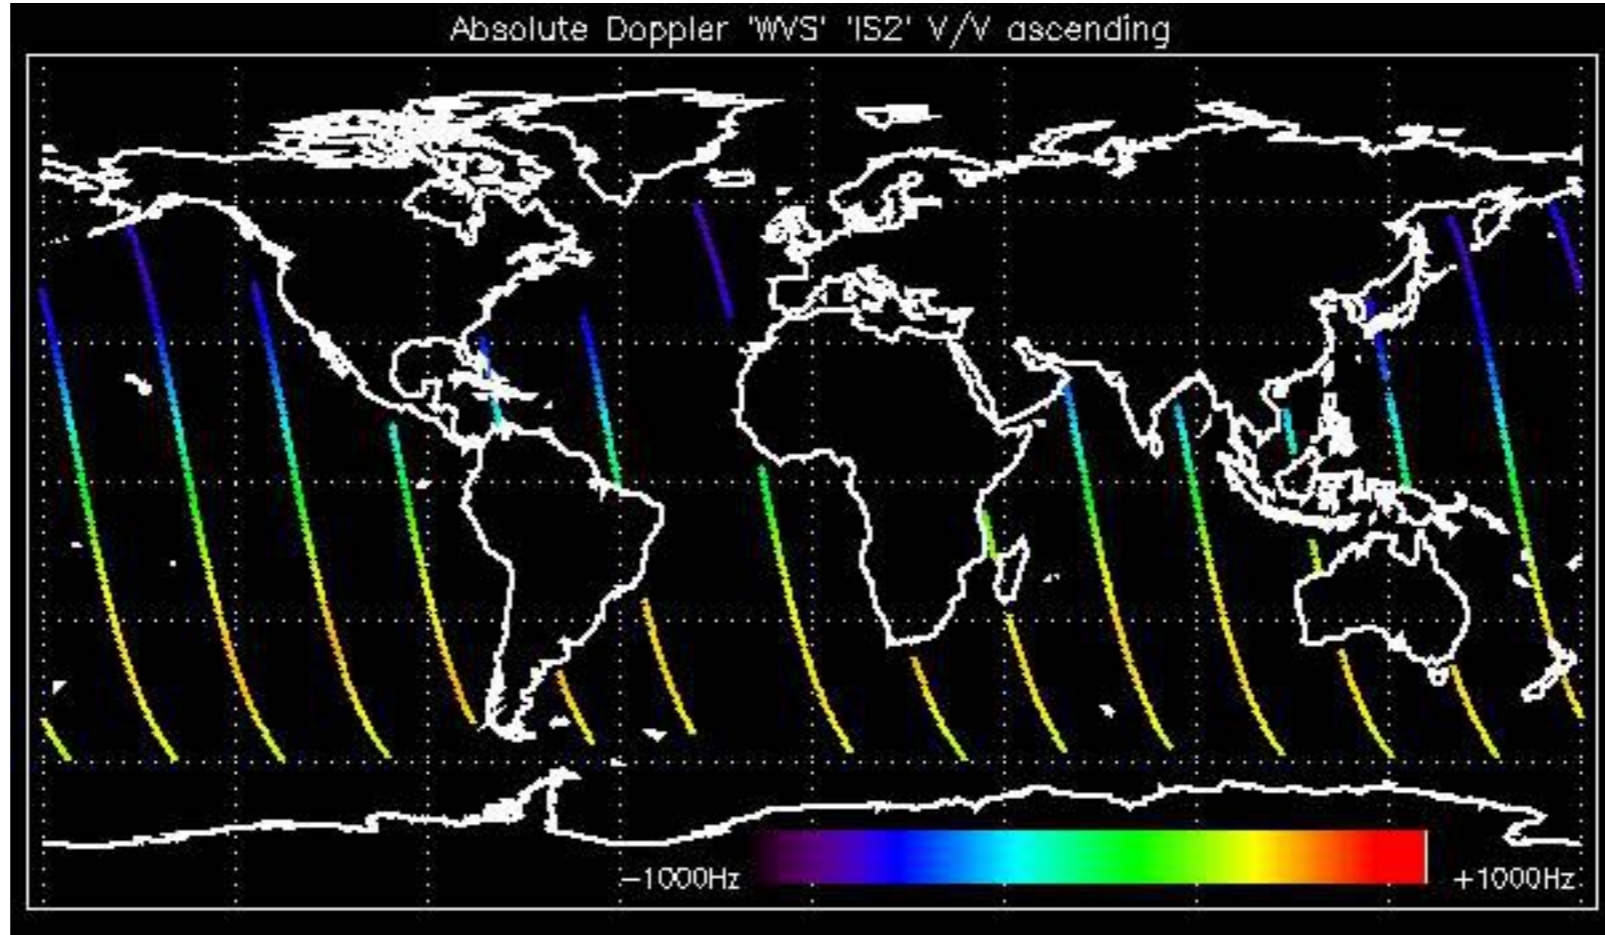 Absolute Doppler 'WVS' 'IS2' V/V ascending
−1000Hz +1000Hz